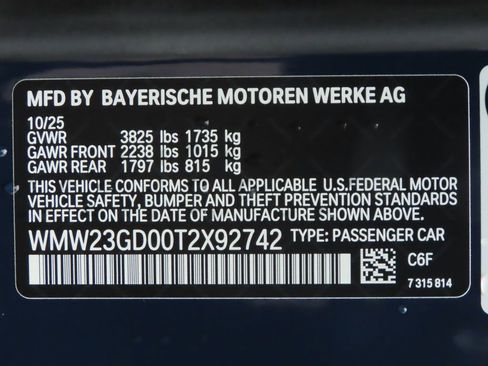 MFD BY BAYERISCHE MOTOREN WERKE AG
10/25
GVWR 3825 lbs 1735 kg
GAWR FRONT 2238 lbs 1015 kg
GAWR REAR 1797 lbs 815 kg
THIS VEHICLE CONFORMS TO ALL APPLICABLE U.S.FEDERAL MOTOR
VEHICLE SAFETY, BUMPER AND THEFT PREVENTION STANDARDS
IN EFFECT ON THE DATE OF MANUFACTURE SHOWN ABOVE.
WMW23GD00T2X92742 TYPE: PASSENGER CAR
C6F
7 315 814